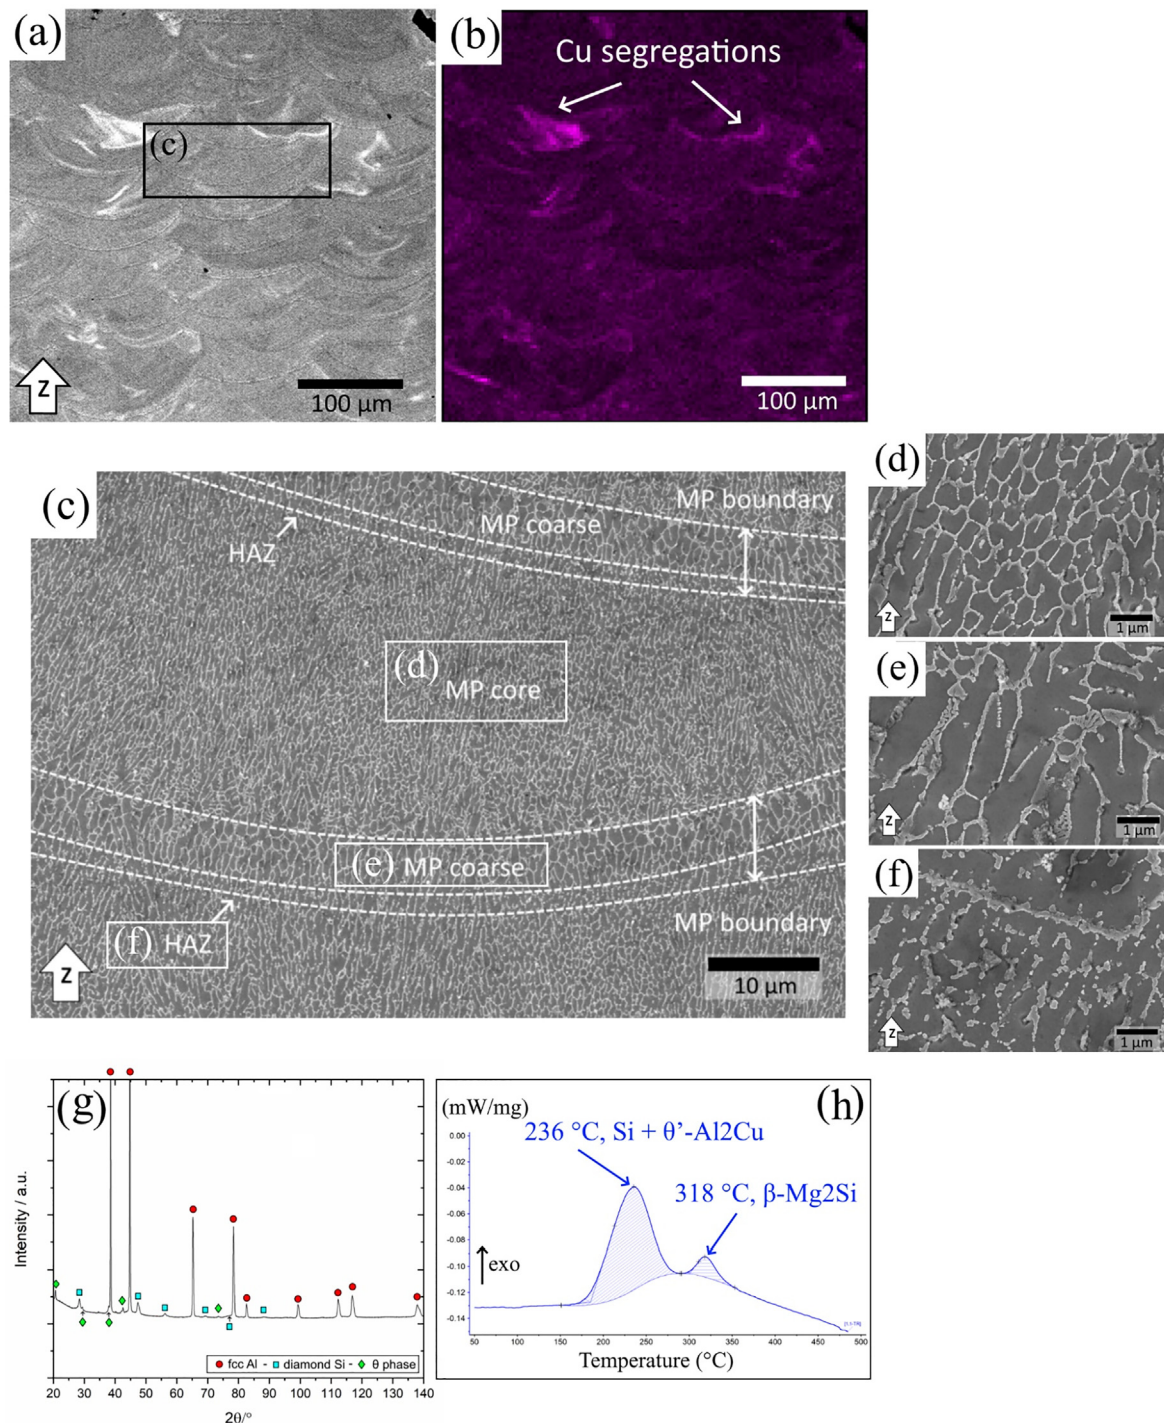 (a)
(c)
Z
100 µm
(b)
Cu segregations
100 µm
(c)
MP boundary
MP coarse
HAZ
(d)
MP core
(e) MP coarse
(f) HAZ
MP boundary
Z
10 µm
(d)
Z
1 µm
(e)
Z
1 µm
(f)
Z
1 µm
(g)
Intensity / a.u.
fcc Al - diamond Si - θ phase
20 30 40 50 60 70 80 90 100 110 120 130 140
2θ/°
(h)
(mW/mg)
236 °C, Si + θ’-Al2Cu
318 °C, β-Mg2Si
exo
0.00
-0.02
-0.04
-0.06
-0.08
-0.10
-0.12
-0.14
50 100 150 200 250 300 350 400 450 500
Temperature (°C)